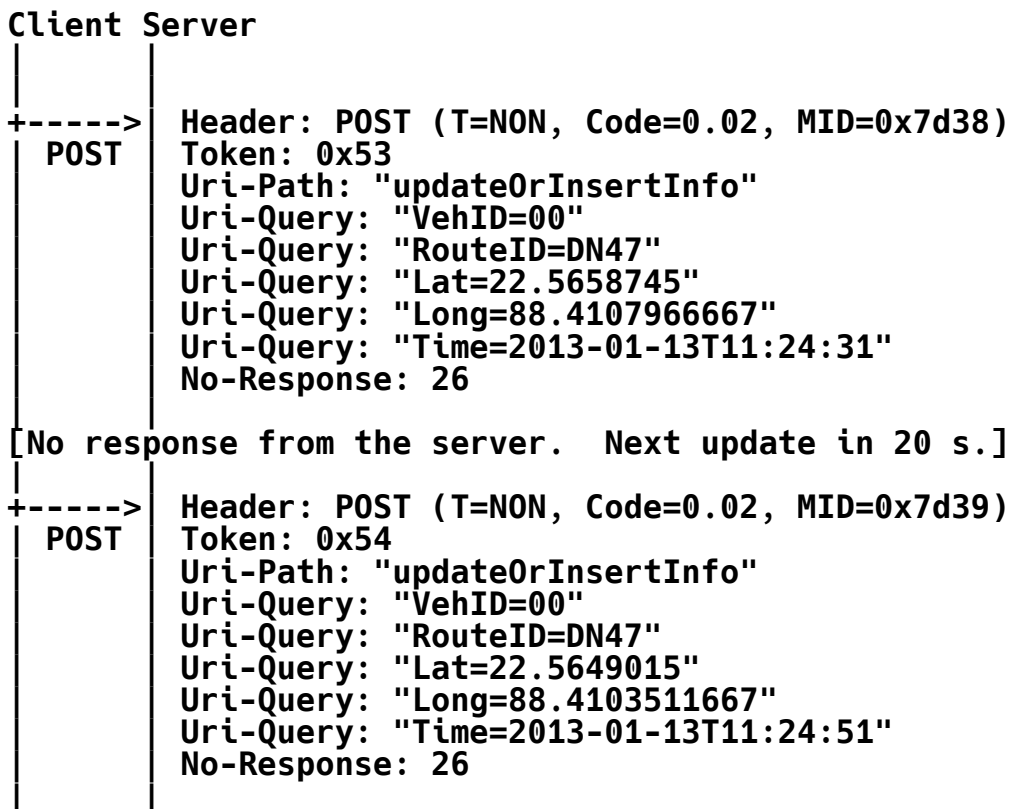 Client Server
|      |
|      |
+----->| Header: POST (T=NON, Code=0.02, MID=0x7d38)
| POST | Token: 0x53
|      | Uri-Path: "updateOrInsertInfo"
|      | Uri-Query: "VehID=00"
|      | Uri-Query: "RouteID=DN47"
|      | Uri-Query: "Lat=22.5658745"
|      | Uri-Query: "Long=88.4107966667"
|      | Uri-Query: "Time=2013-01-13T11:24:31"
|      | No-Response: 26
|      |
[No response from the server.  Next update in 20 s.]
|      |
+----->| Header: POST (T=NON, Code=0.02, MID=0x7d39)
| POST | Token: 0x54
|      | Uri-Path: "updateOrInsertInfo"
|      | Uri-Query: "VehID=00"
|      | Uri-Query: "RouteID=DN47"
|      | Uri-Query: "Lat=22.5649015"
|      | Uri-Query: "Long=88.4103511667"
|      | Uri-Query: "Time=2013-01-13T11:24:51"
|      | No-Response: 26
|      |